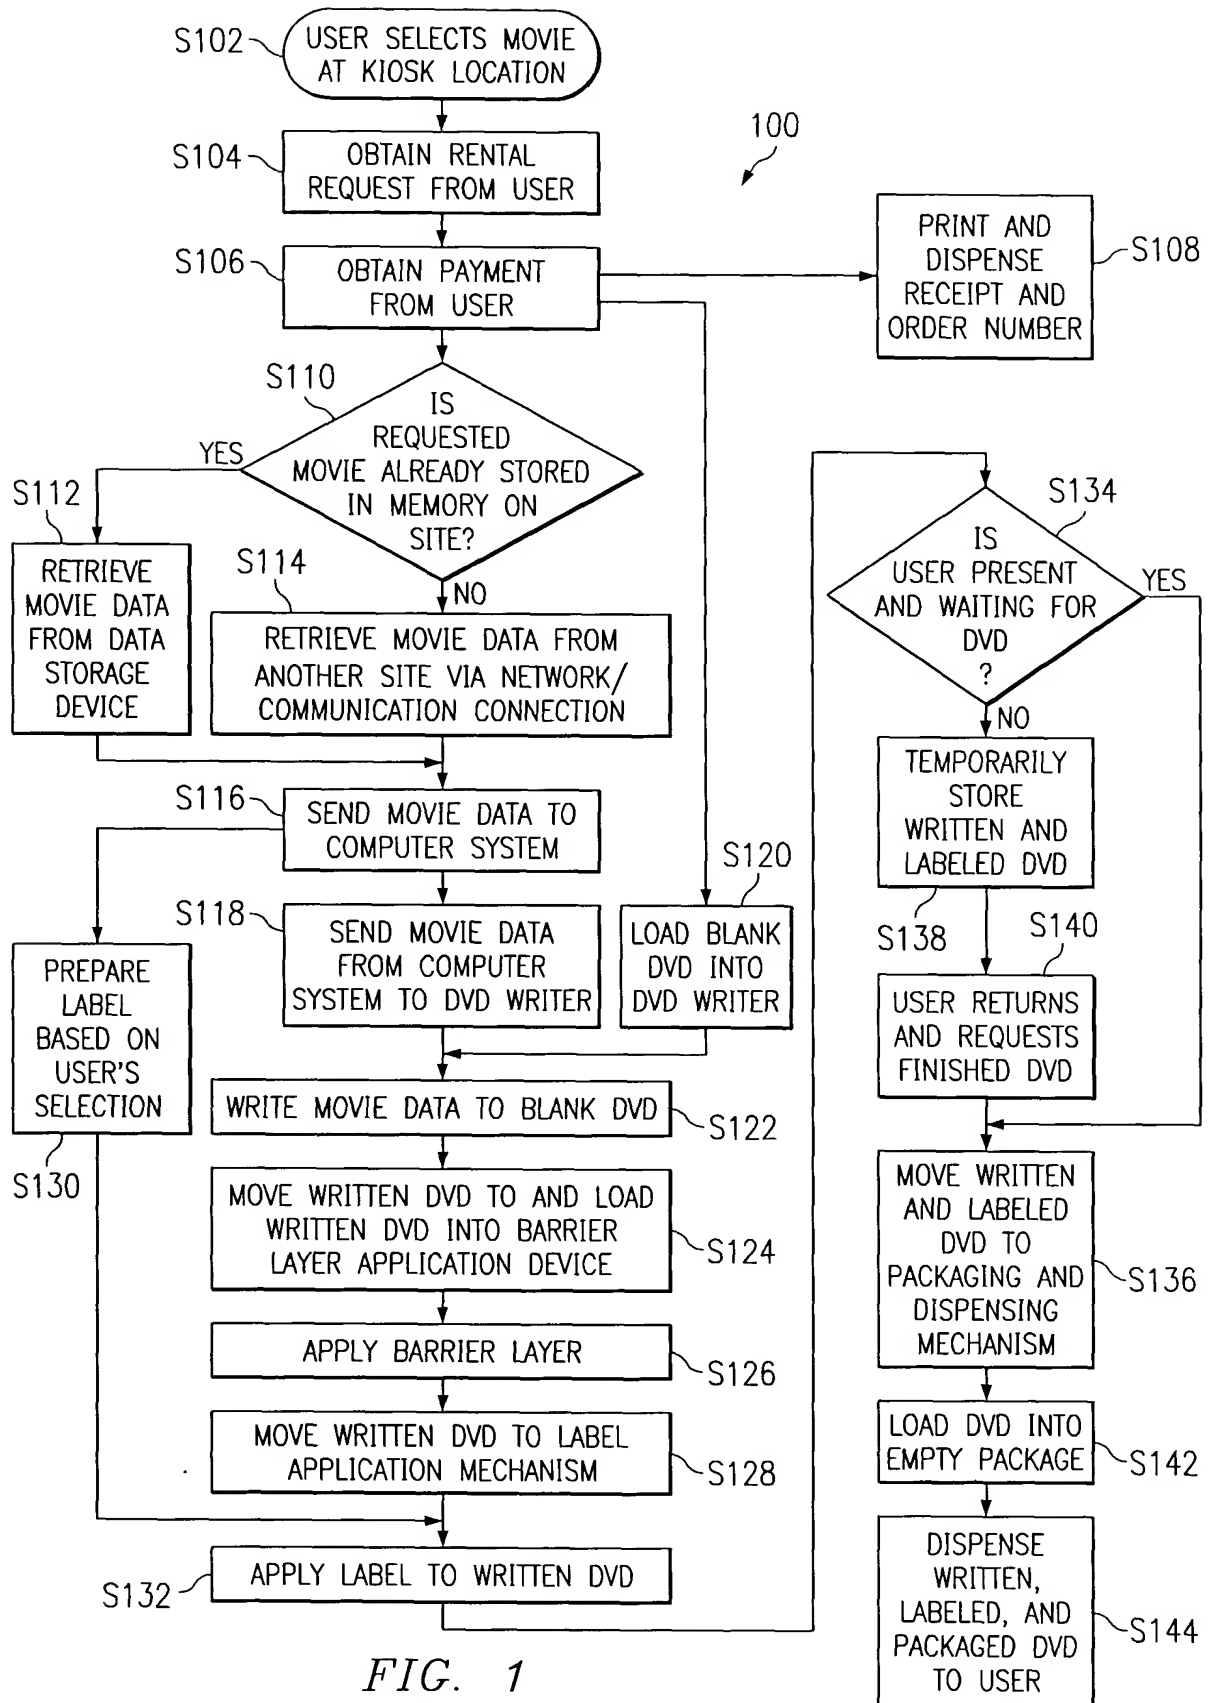 S102
USER SELECTS MOVIE
AT KIOSK LOCATION
100
S104
OBTAIN RENTAL
REQUEST FROM USER
S106
OBTAIN PAYMENT
FROM USER
PRINT AND
DISPENSE
RECEIPT AND
ORDER NUMBER
S108
S110
IS
REQUESTED
MOVIE ALREADY STORED
IN MEMORY ON
SITE?
YES
NO
S112
RETRIEVE
MOVIE DATA
FROM DATA
STORAGE
DEVICE
S114
RETRIEVE MOVIE DATA FROM
ANOTHER SITE VIA NETWORK/
COMMUNICATION CONNECTION
S116
SEND MOVIE DATA TO
COMPUTER SYSTEM
S118
SEND MOVIE DATA
FROM COMPUTER
SYSTEM TO DVD WRITER
S120
LOAD BLANK
DVD INTO
DVD WRITER
PREPARE
LABEL
BASED ON
USER'S
SELECTION
S130
WRITE MOVIE DATA TO BLANK DVD
S122
MOVE WRITTEN DVD TO AND LOAD
WRITTEN DVD INTO BARRIER
LAYER APPLICATION DEVICE
S124
APPLY BARRIER LAYER
S126
MOVE WRITTEN DVD TO LABEL
APPLICATION MECHANISM
S128
APPLY LABEL TO WRITTEN DVD
S132
S134
IS
USER PRESENT
AND WAITING FOR
DVD
?
YES
NO
TEMPORARILY
STORE
WRITTEN AND
LABELED DVD
S138
S140
USER RETURNS
AND REQUESTS
FINISHED DVD
MOVE WRITTEN
AND LABELED
DVD TO
PACKAGING AND
DISPENSING
MECHANISM
S136
LOAD DVD INTO
EMPTY PACKAGE
S142
DISPENSE
WRITTEN,
LABELED, AND
PACKAGED DVD
TO USER
S144
FIG. 1